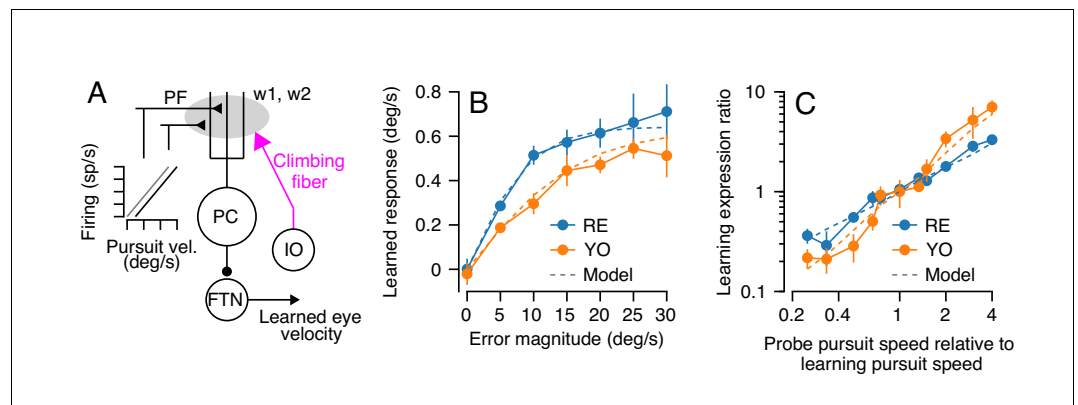 A
PF
w1, w2
Climbing
fiber
Firing (sp/s)
PC
IO
Pursuit vel.
(deg/s)
FTN
Learned eye
velocity
B
Learned response (deg/s)
0.8
0.6
0.4
0.2
0
RE
YO
Model
0 5 10 15 20 25 30
Error magnitude (deg/s)
C
Learning expression ratio
10
1
0.1
RE
YO
Model
0.2 0.4 1 2 4
Probe pursuit speed relative to
learning pursuit speed